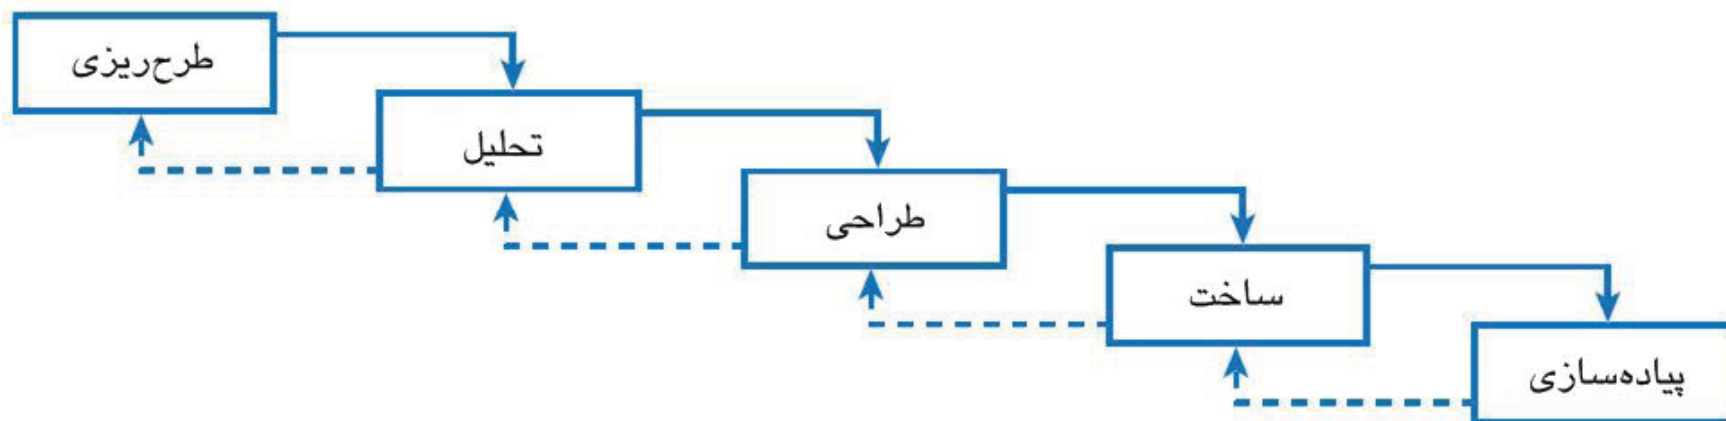 طرح‌ریزی
تحلیل
طراحی
ساخت
پیاده‌سازی